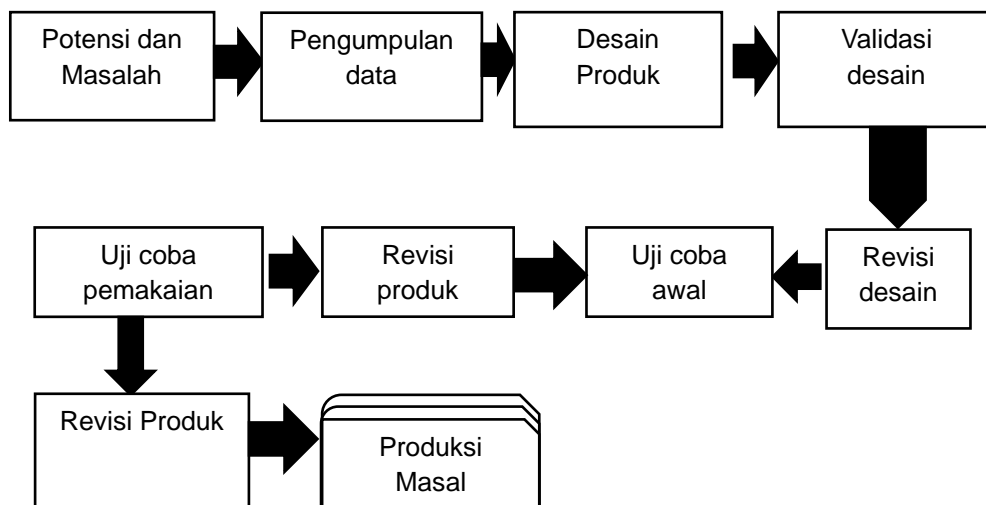 Potensi dan
Masalah
Pengumpulan
data
Desain
Produk
Validasi
desain
Uji coba
pemakaian
Revisi
produk
Uji coba
awal
Revisi
desain
Revisi Produk
Produksi
Masal